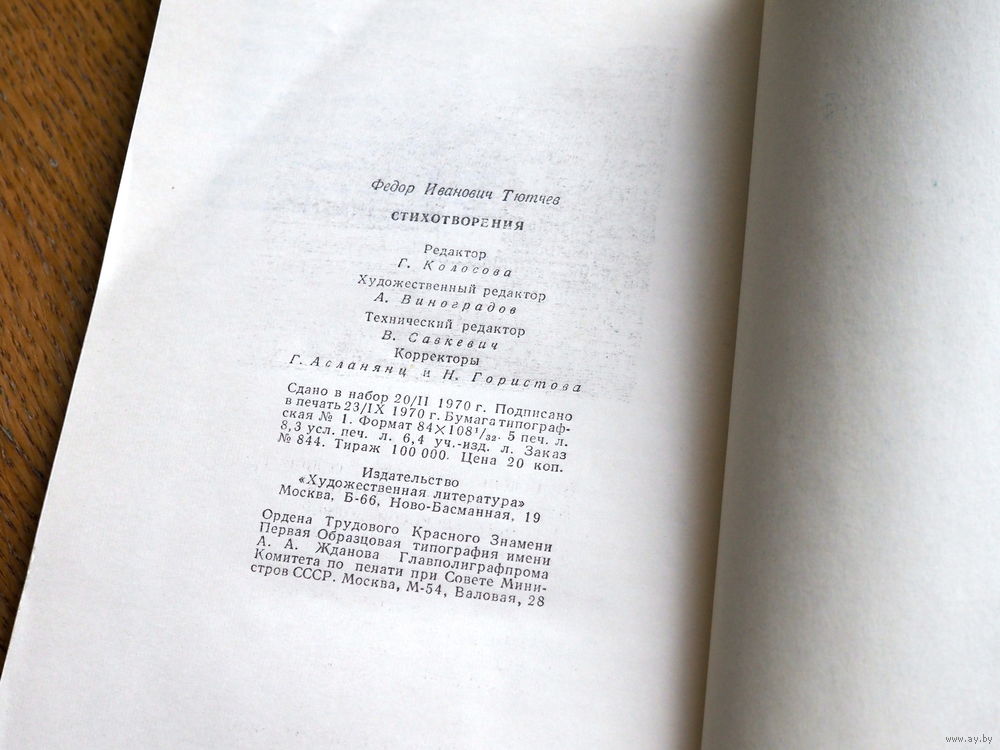 Федор Иванович Тютчев
СТИХОТВОРЕНИЯ
Редактор
Г. Колосова
Художественный редактор
А. Виноградов
Технический редактор
В. Савкевич
Корректоры
Г. Асланянц и Н. Гористова
Сдано в набор 20/II 1970 г. Подписано
в печать 23/IX 1970 г. Бумага типограф-
ская № 1. Формат 84×108¹/₃₂. 5 печ. л.
8,3 усл. печ. л. 6,4 уч.-изд. л. Заказ
№ 844. Тираж 100 000. Цена 20 коп.
Издательство
«Художественная литература»
Москва, Б-66, Ново-Басманная, 19
Ордена Трудового Красного Знамени
Первая Образцовая типография имени
А. А. Жданова Главполиграфпрома
Комитета по печати при Совете Мини-
стров СССР. Москва, М-54, Валовая, 28
www.ay.by